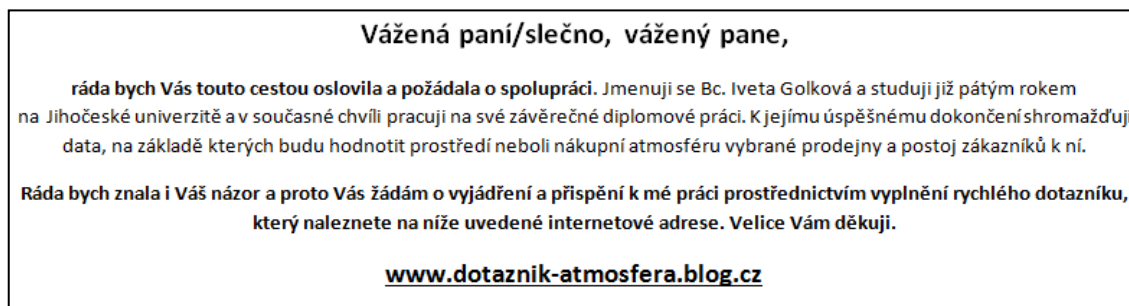 Vážená paní/slečno, vážený pane,
ráda bych Vás touto cestou oslovila a požádala o spolupráci. Jmenuji se Bc. Iveta Golková a studuji již pátým rokem
na Jihočeské univerzitě a v současné chvíli pracuji na své závěrečné diplomové práci. K jejímu úspěšnému dokončení shromažďuji
data, na základě kterých budu hodnotit prostředí neboli nákupní atmosféru vybrané prodejny a postoj zákazníků k ní.
Ráda bych znala i Váš názor a proto Vás žádám o vyjádření a přispění k mé práci prostřednictvím vyplnění rychlého dotazníku,
který naleznete na níže uvedené internetové adrese. Velice Vám děkuji.
www.dotaznik-atmosfera.blog.cz